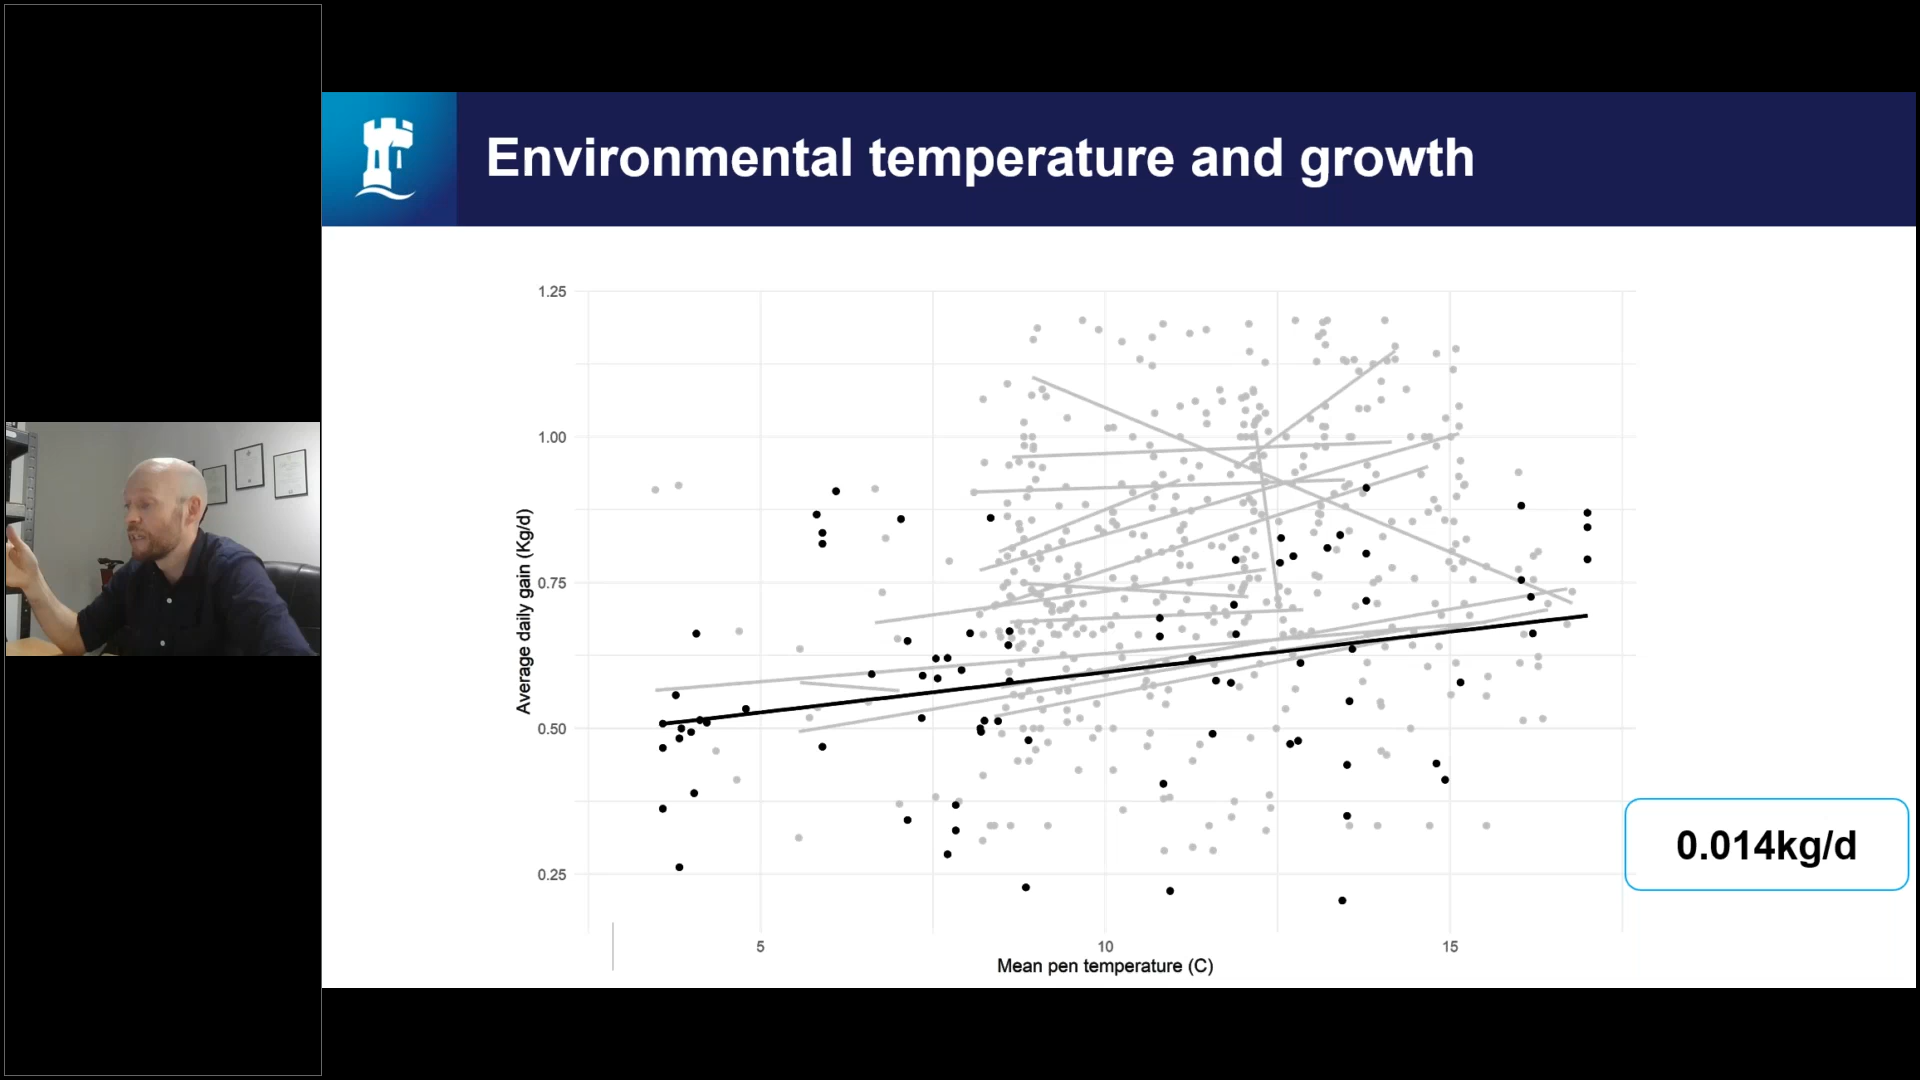 Environmental temperature and growth
1.25
1.00
0.75
0.50
0.25
Average daily gain (Kg/d)
5
10
15
Mean pen temperature (C)
0.014kg/d